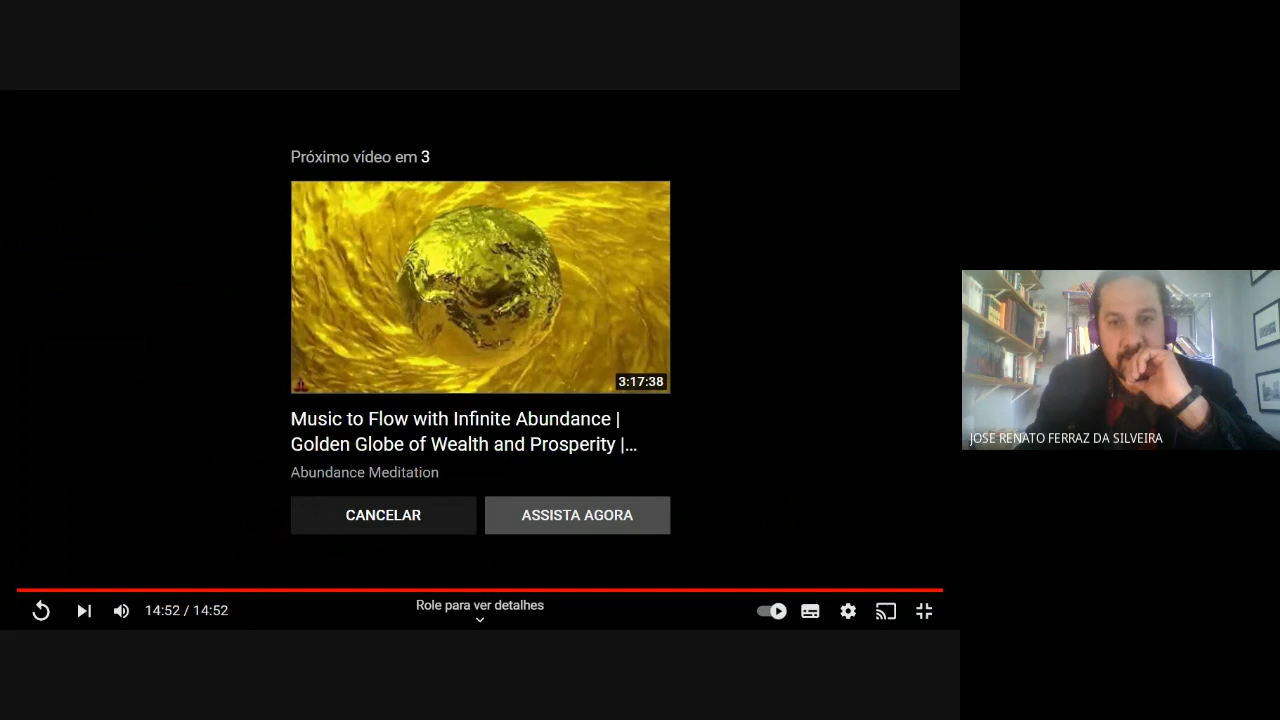 Próximo vídeo em 3
3:17:38
Music to Flow with Infinite Abundance |
Golden Globe of Wealth and Prosperity |...
Abundance Meditation
CANCELAR
ASSISTA AGORA
JOSE RENATO FERRAZ DA SILVEIRA
14:52 / 14:52
Role para ver detalhes